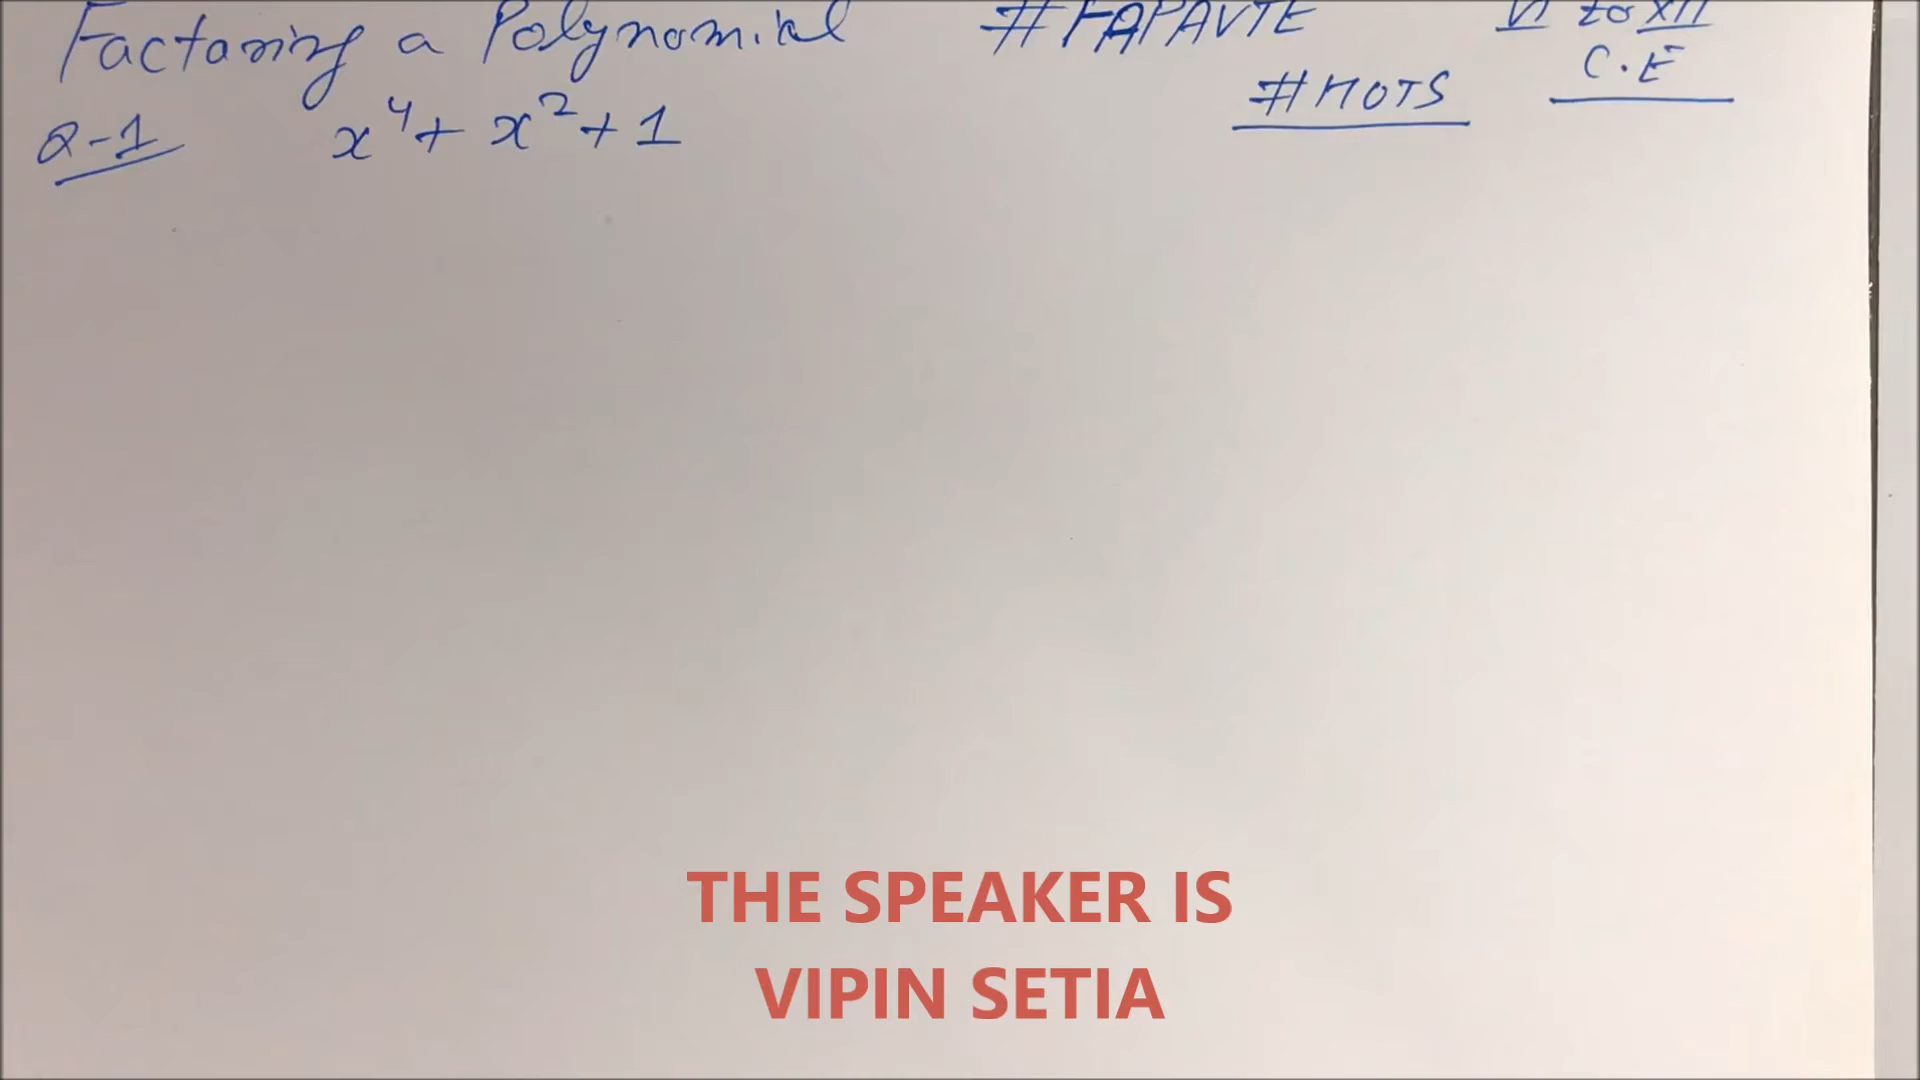 Factoring a Polynomial #FAPAVTE VI to XII
#HOTS C.E
Q-1 x⁴ + x² + 1
THE SPEAKER IS
VIPIN SETIA